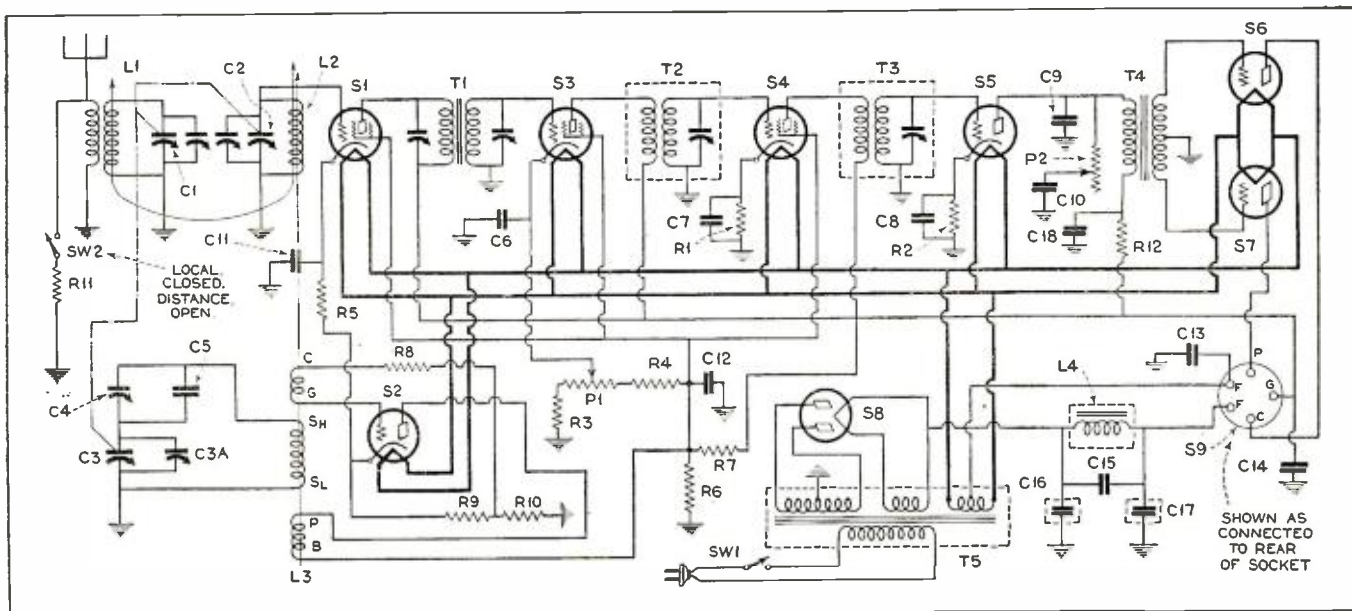 L1
C2
L2
S1
T1
S3
T2
S4
T3
S5
C9
T4
S6
C1
P2
C10
C18
R12
S7
C11
SW2
R11
LOCAL
CLOSED.
DISTANCE
OPEN.
C6
C7
R1
C8
R2
R5
C4
C5
C
G
R8
S2
P1
R4
R3
C12
S8
L4
C13
P
F
G
F
C
S9
C14
C3
C3A
SH
SL
R7
R6
C15
C16
C17
R9
R10
P
B
L3
SW1
T5
SHOWN AS
CONNECTED
TO REAR
OF SOCKET